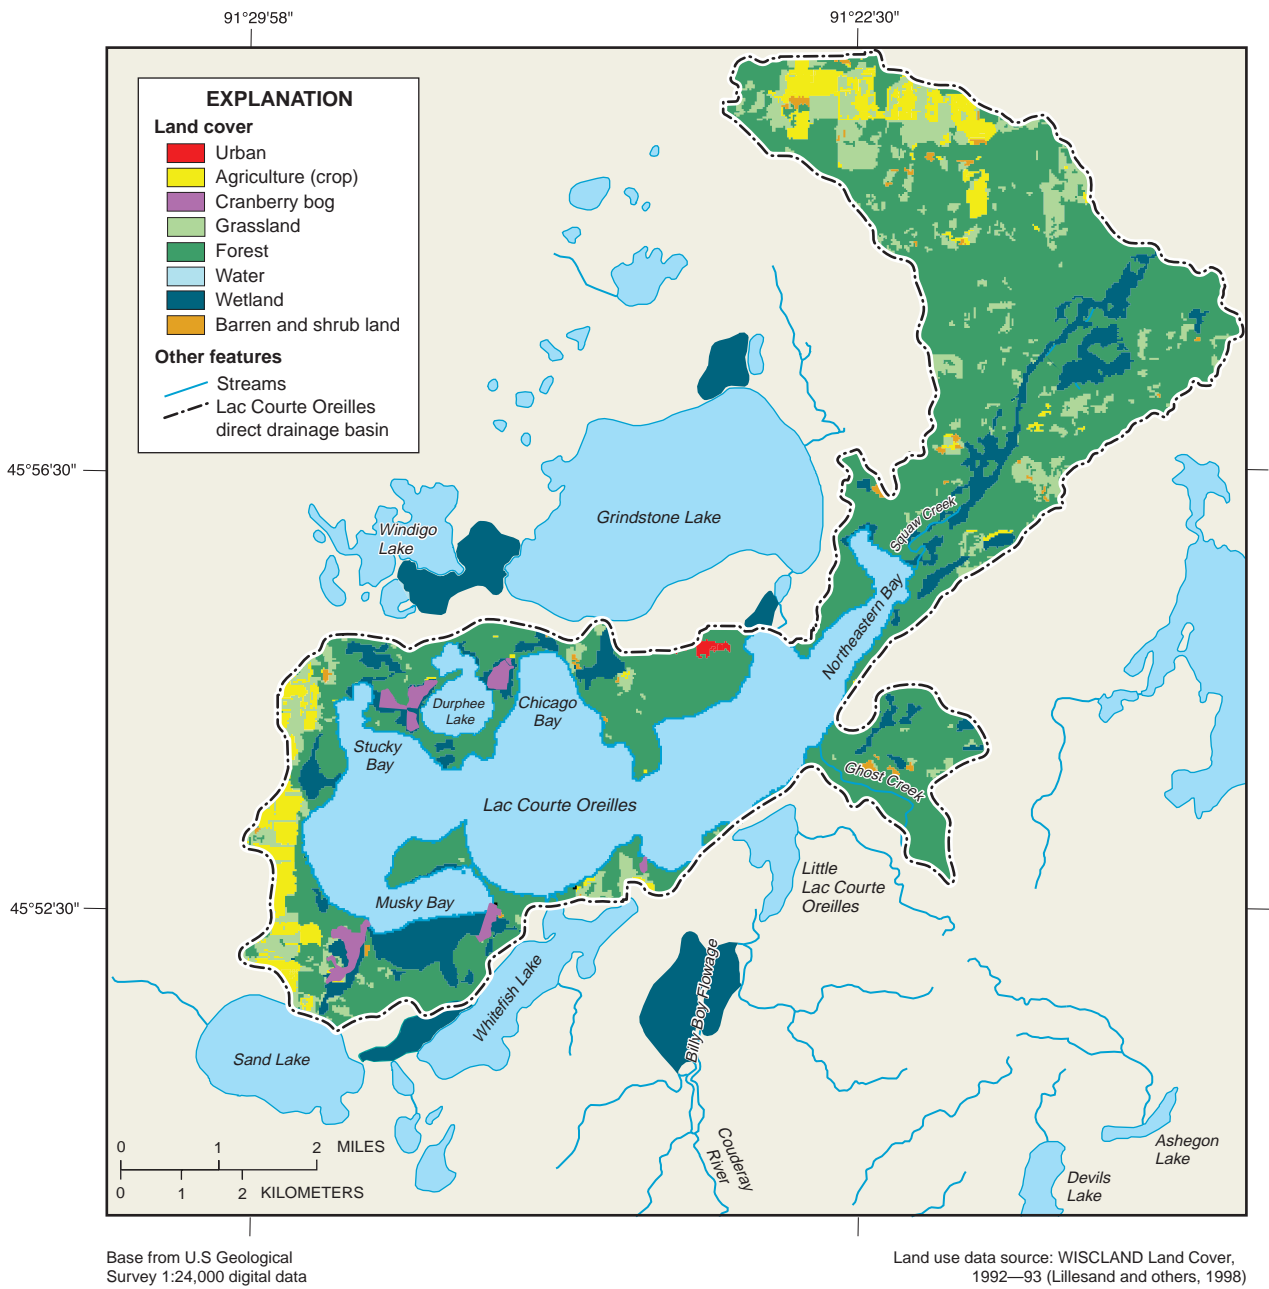 91°29'58"
91°22'30"
EXPLANATION
Land cover
Urban
Agriculture (crop)
Cranberry bog
Grassland
Forest
Water
Wetland
Barren and shrub land
Other features
Streams
Lac Courte Oreilles
direct drainage basin
45°56'30"
Windigo
Lake
Grindstone Lake
Squaw Creek
Northeastern Bay
Durphee
Lake
Chicago
Bay
Stucky
Bay
Ghost Creek
Lac Courte Oreilles
Little
Lac Courte
Oreilles
45°52'30"
Musky Bay
Whitefish Lake
Billy Boy Flowage
Sand Lake
Couderay
River
Ashegon
Lake
Devils
Lake
0 1 2 MILES
0 1 2 KILOMETERS
Base from U.S Geological
Survey 1:24,000 digital data
Land use data source: WISCLAND Land Cover,
1992—93 (Lillesand and others, 1998)